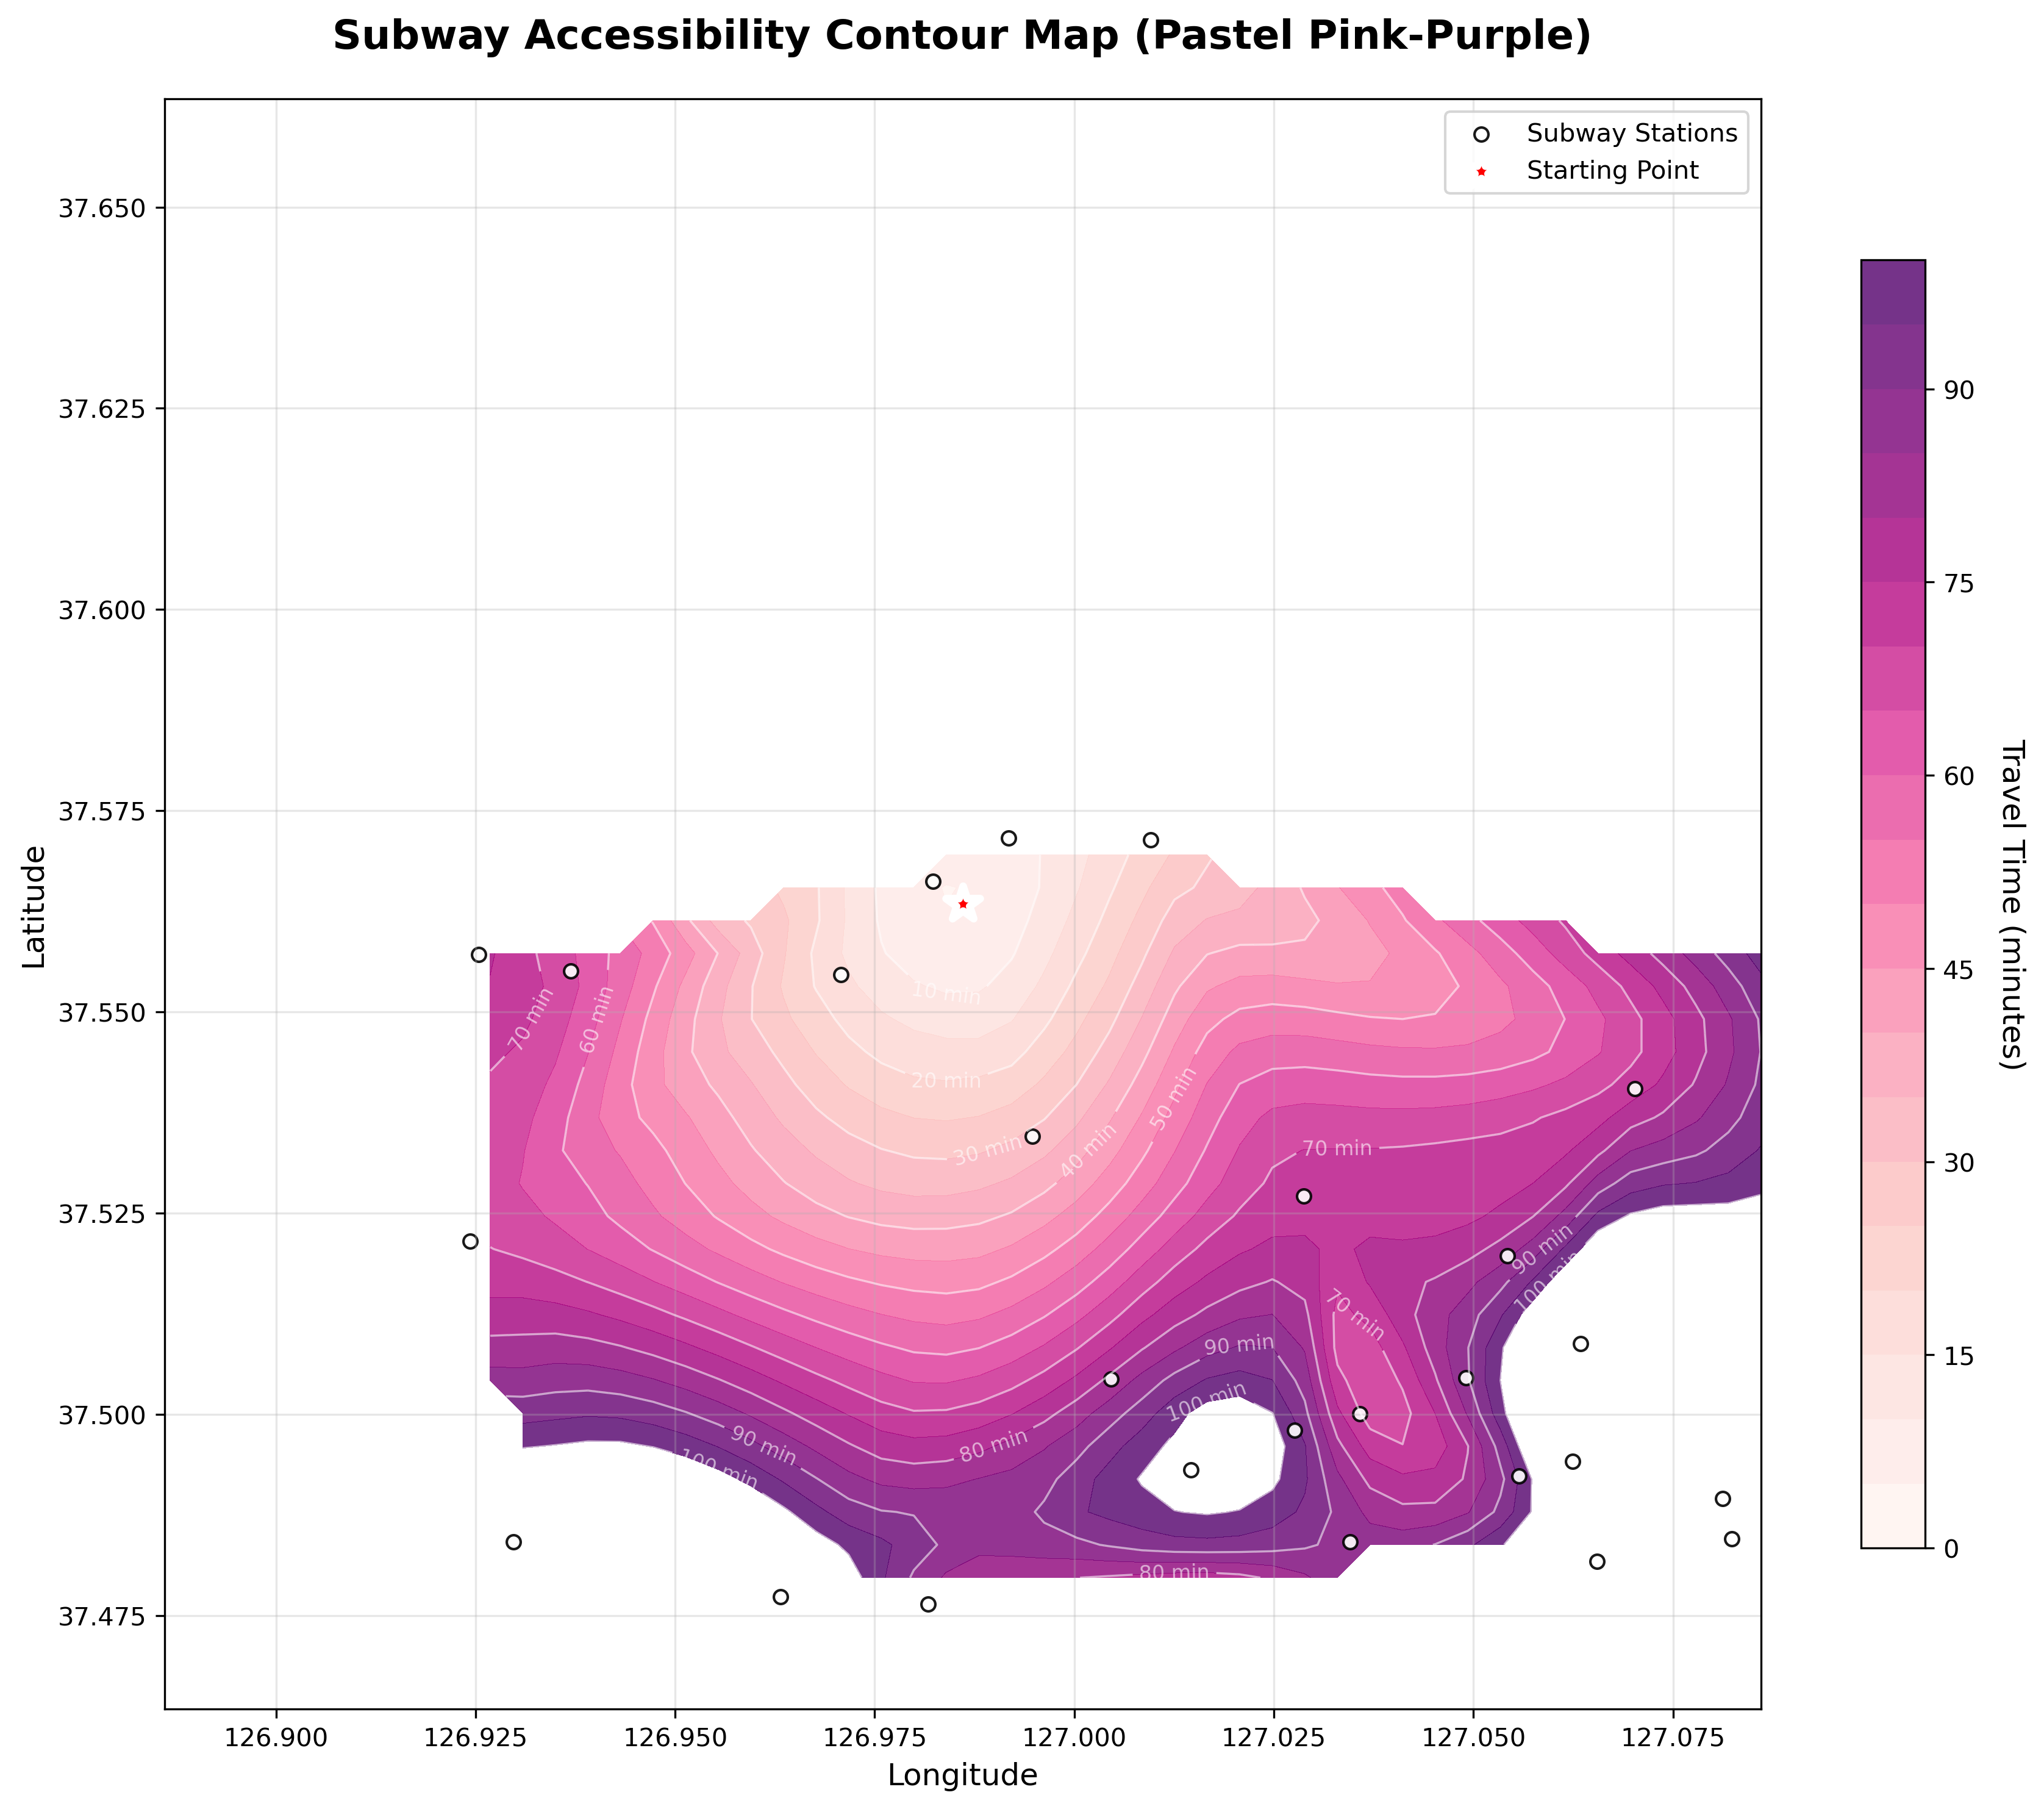 Subway Accessibility Contour Map (Pastel Pink-Purple)
Subway Stations
Starting Point
37.650
37.625
37.600
37.575
37.550
37.525
37.500
37.475
Latitude
10 min
20 min
30 min
40 min
50 min
60 min
70 min
70 min
70 min
80 min
80 min
90 min
90 min
90 min
100 min
100 min
100 min
126.900
126.925
126.950
126.975
127.000
127.025
127.050
127.075
Longitude
90
75
60
45
30
15
0
Travel Time (minutes)